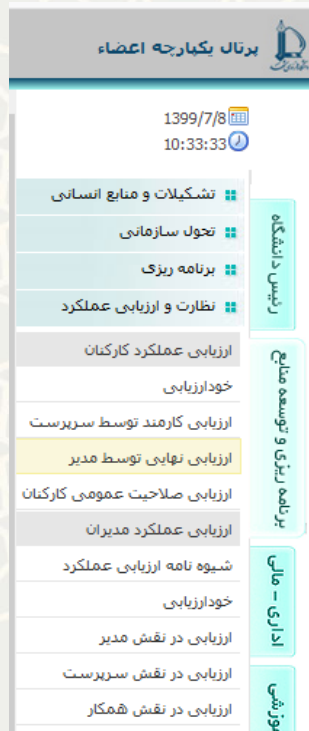 پرتال یکپارچه اعضاء
1399/7/8
10:33:33
تشکیلات و منابع انسانی
تحول سازمانی
برنامه ریزی
نظارت و ارزیابی عملکرد
ارزیابی عملکرد کارکنان
خودارزیابی
ارزیابی کارمند توسط سرپرست
ارزیابی نهایی توسط مدیر
ارزیابی صلاحیت عمومی کارکنان
ارزیابی عملکرد مدیران
شیوه نامه ارزیابی عملکرد
خودارزیابی
ارزیابی در نقش مدیر
ارزیابی در نقش سرپرست
ارزیابی در نقش همکار
رئیس دانشگاه
برنامه ریزی و توسعه منابع
اداری - مالی